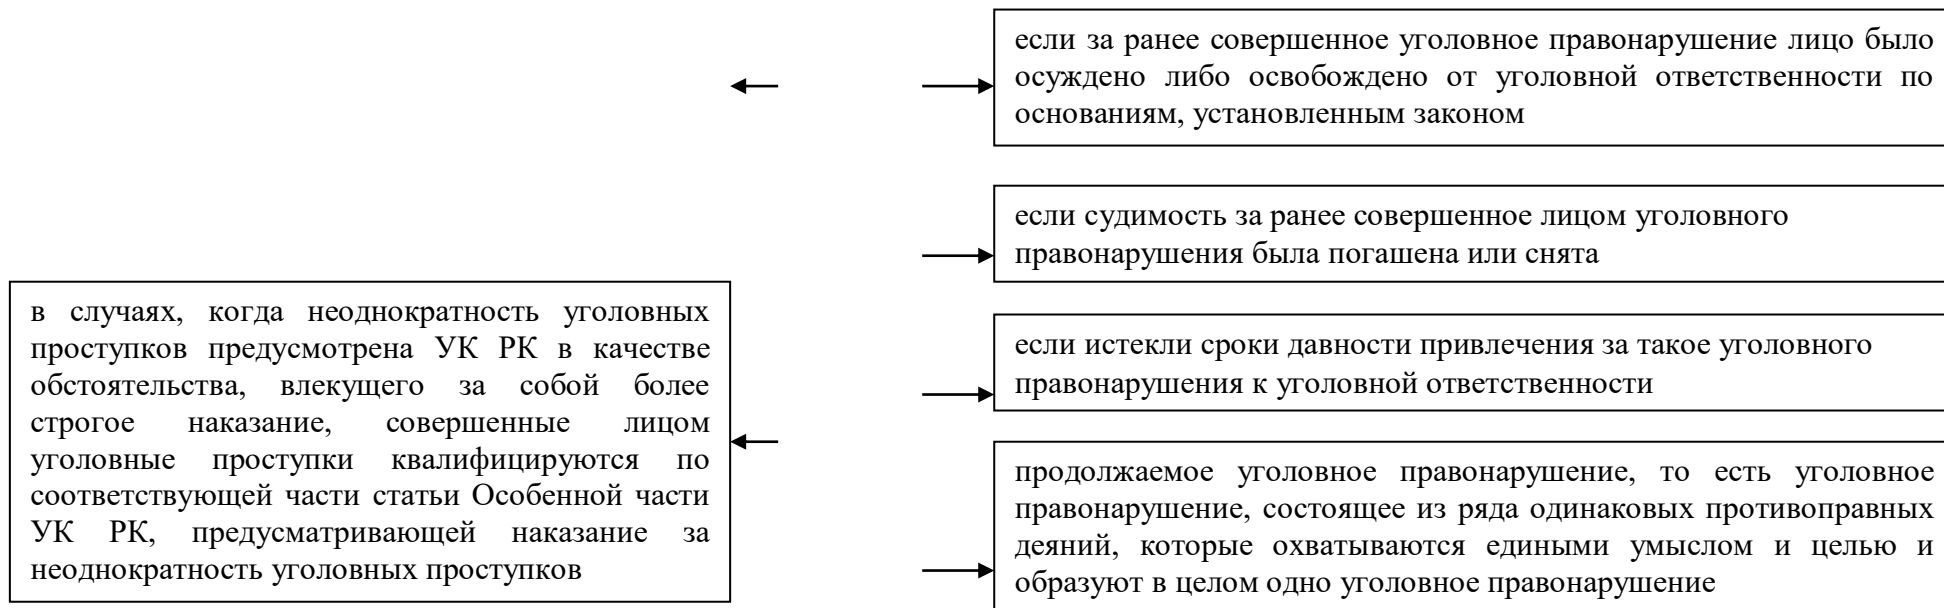 если за ранее совершенное уголовное правонарушение лицо было
осуждено либо освобождено от уголовной ответственности по
основаниям, установленным законом
если судимость за ранее совершенное лицом уголовного
правонарушения была погашена или снята
в случаях, когда неоднократность уголовных
проступков предусмотрена УК РК в качестве
обстоятельства, влекущего за собой более
строгое наказание, совершенные лицом
уголовные проступки квалифицируются по
соответствующей части статьи Особенной части
УК РК, предусматривающей наказание за
неоднократность уголовных проступков
если истекли сроки давности привлечения за такое уголовного
правонарушения к уголовной ответственности
продолжаемое уголовное правонарушение, то есть уголовное
правонарушение, состоящее из ряда одинаковых противоправных
деяний, которые охватываются едиными умыслом и целью и
образуют в целом одно уголовное правонарушение